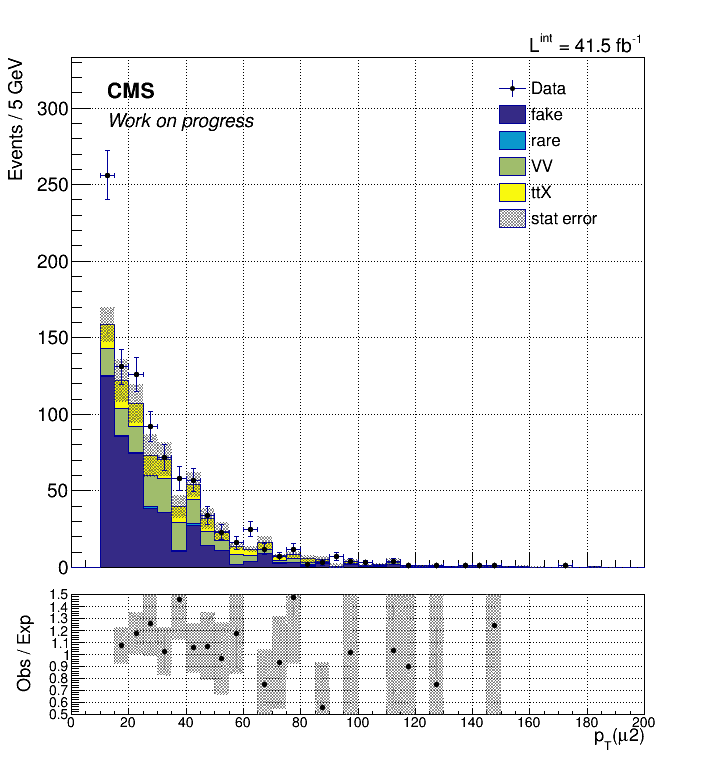 L^int = 41.5 fb^-1
Events / 5 GeV
CMS
Work on progress
Data
fake
rare
VV
ttX
stat error
300
250
200
150
100
50
0
Obs / Exp
1.5
1.4
1.3
1.2
1.1
1
0.9
0.8
0.7
0.6
0.5
0 20 40 60 80 100 120 140 160 180 200
p_T(μ2)